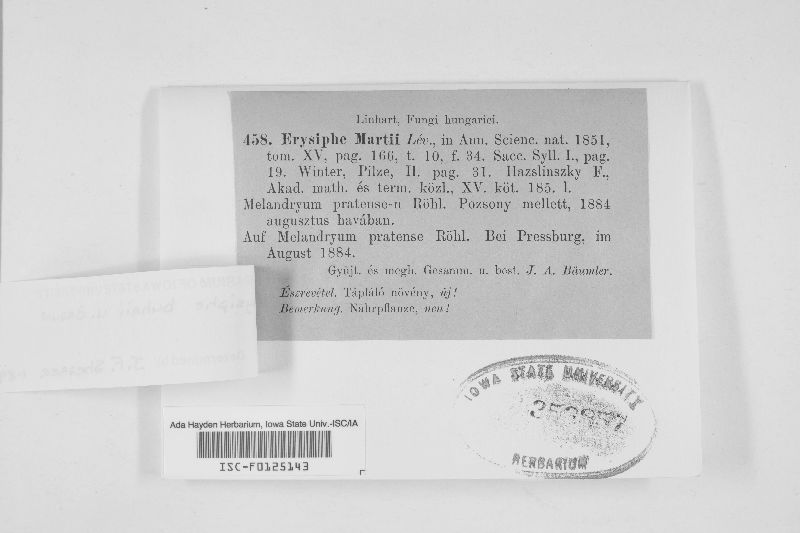 Linhart, Fungi hungarici.
458. Erysiphe Martii Lév., in Ann. Scienc. nat. 1851,
tom. XV, pag. 166, t. 10, f. 34. Sacc. Syll. I., pag.
19. Winter, Pilze, II. pag. 31. Hazslinszky F.,
Akad. math. és term. közl., XV. köt. 185. l.
Melandryum pratense-n Röhl. Pozsony mellett, 1884
augusztus havában.
Auf Melandryum pratense Röhl. Bei Pressburg, im
August 1884.
Gyűjt. és megh. Gesamm. u. best. J. A. Bäumler.
Észrevétel. Tápláló növény, új!
Bemerkung. Nährpflanze, neu!
IOWA STATE UNIVERSITY
HERBARIUM
Ada Hayden Herbarium, Iowa State Univ.-ISC/IA
ISC-F0125143